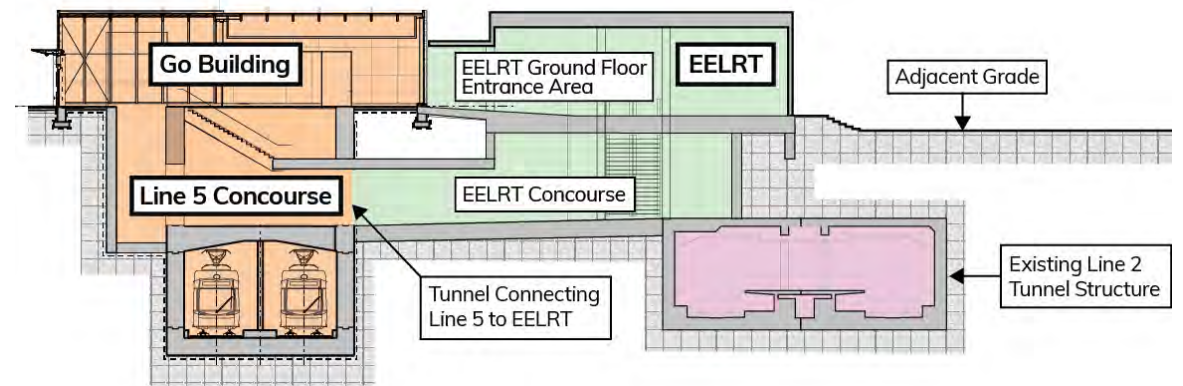 Go Building
EELRT Ground Floor
Entrance Area
EELRT
Adjacent Grade
Line 5 Concourse
EELRT Concourse
Tunnel Connecting
Line 5 to EELRT
Existing Line 2
Tunnel Structure